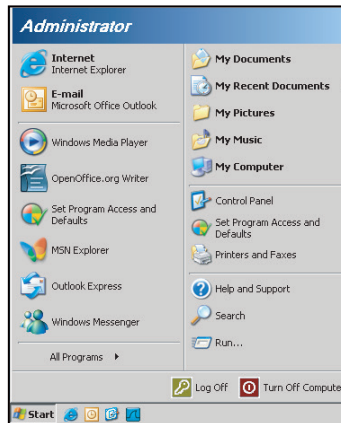 Administrator
Internet
Internet Explorer
E-mail
Microsoft Office Outlook
Windows Media Player
OpenOffice.org Writer
Set Program Access and
Defaults
MSN Explorer
Outlook Express
Windows Messenger
All Programs
My Documents
My Recent Documents
My Pictures
My Music
My Computer
Control Panel
Set Program Access and
Defaults
Printers and Faxes
Help and Support
Search
Run...
Log Off
Turn Off Compute
Start